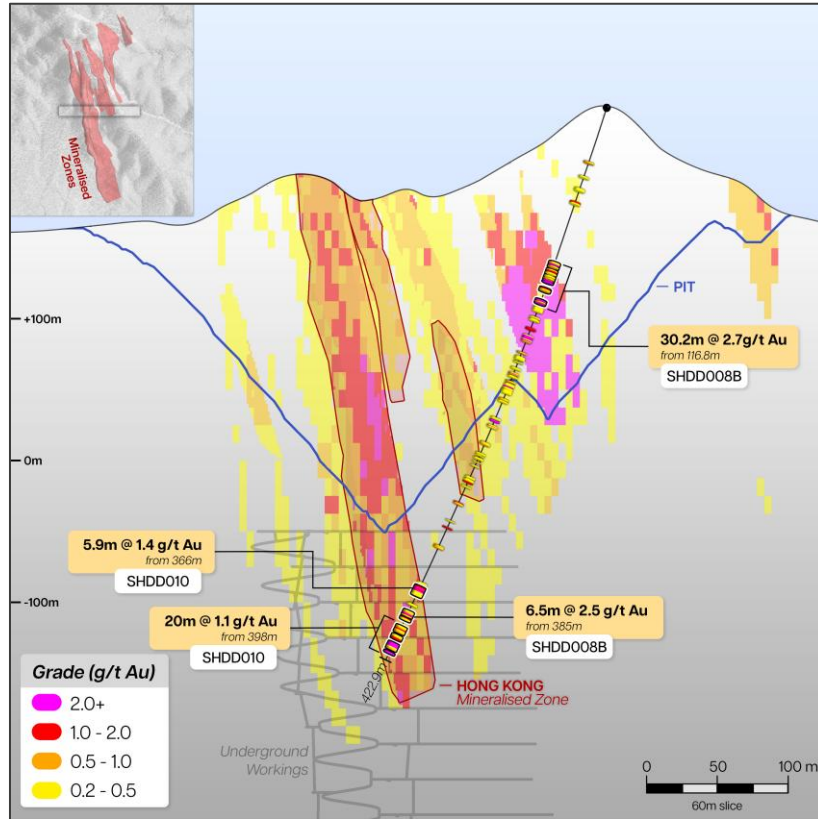 Mineralised
Zones
+100m
0m
-100m
PIT
30.2m @ 2.7g/t Au
from 116.8m
SHDD008B
5.9m @ 1.4 g/t Au
from 366m
SHDD010
20m @ 1.1 g/t Au
from 398m
SHDD010
6.5m @ 2.5 g/t Au
from 385m
SHDD008B
422.9m
HONG KONG
Mineralised Zone
Underground
Workings
Grade (g/t Au)
2.0+
1.0 - 2.0
0.5 - 1.0
0.2 - 0.5
0 50 100 m
60m slice